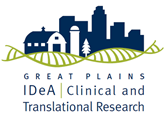 GREAT PLAINS
IDeA | Clinical and
Translational Research